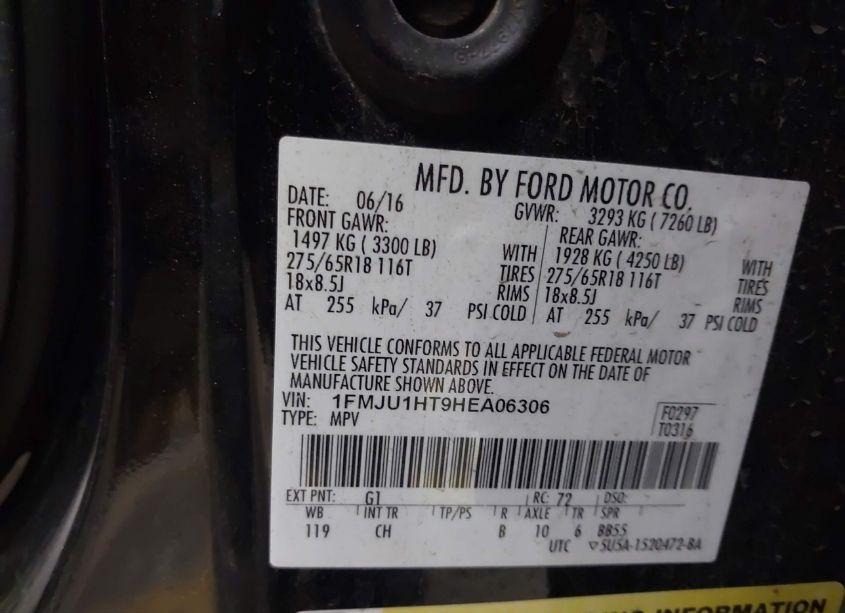 MFD. BY FORD MOTOR CO.
DATE: 06/16 GVWR: 3293 KG ( 7260 LB)
FRONT GAWR: REAR GAWR:
1497 KG ( 3300 LB) WITH 1928 KG ( 4250 LB) WITH
275/65R18 116T TIRES 275/65R18 116T TIRES
18x8.5J RIMS 18x8.5J RIMS
AT 255 kPa/ 37 PSI COLD AT 255 kPa/ 37 PSI COLD
THIS VEHICLE CONFORMS TO ALL APPLICABLE FEDERAL MOTOR
VEHICLE SAFETY STANDARDS IN EFFECT ON THE DATE OF
MANUFACTURE SHOWN ABOVE.
VIN: 1FMJU1HT9HEA06306 F0297
TYPE: MPV T0316
EXT PNT: G1 RC: 72 DSO:
WB INT TR TP/PS R AXLE TR SPR
119 CH B 10 6 BB55
UTC ▽5U5A-1520472-BA
INFORMATION